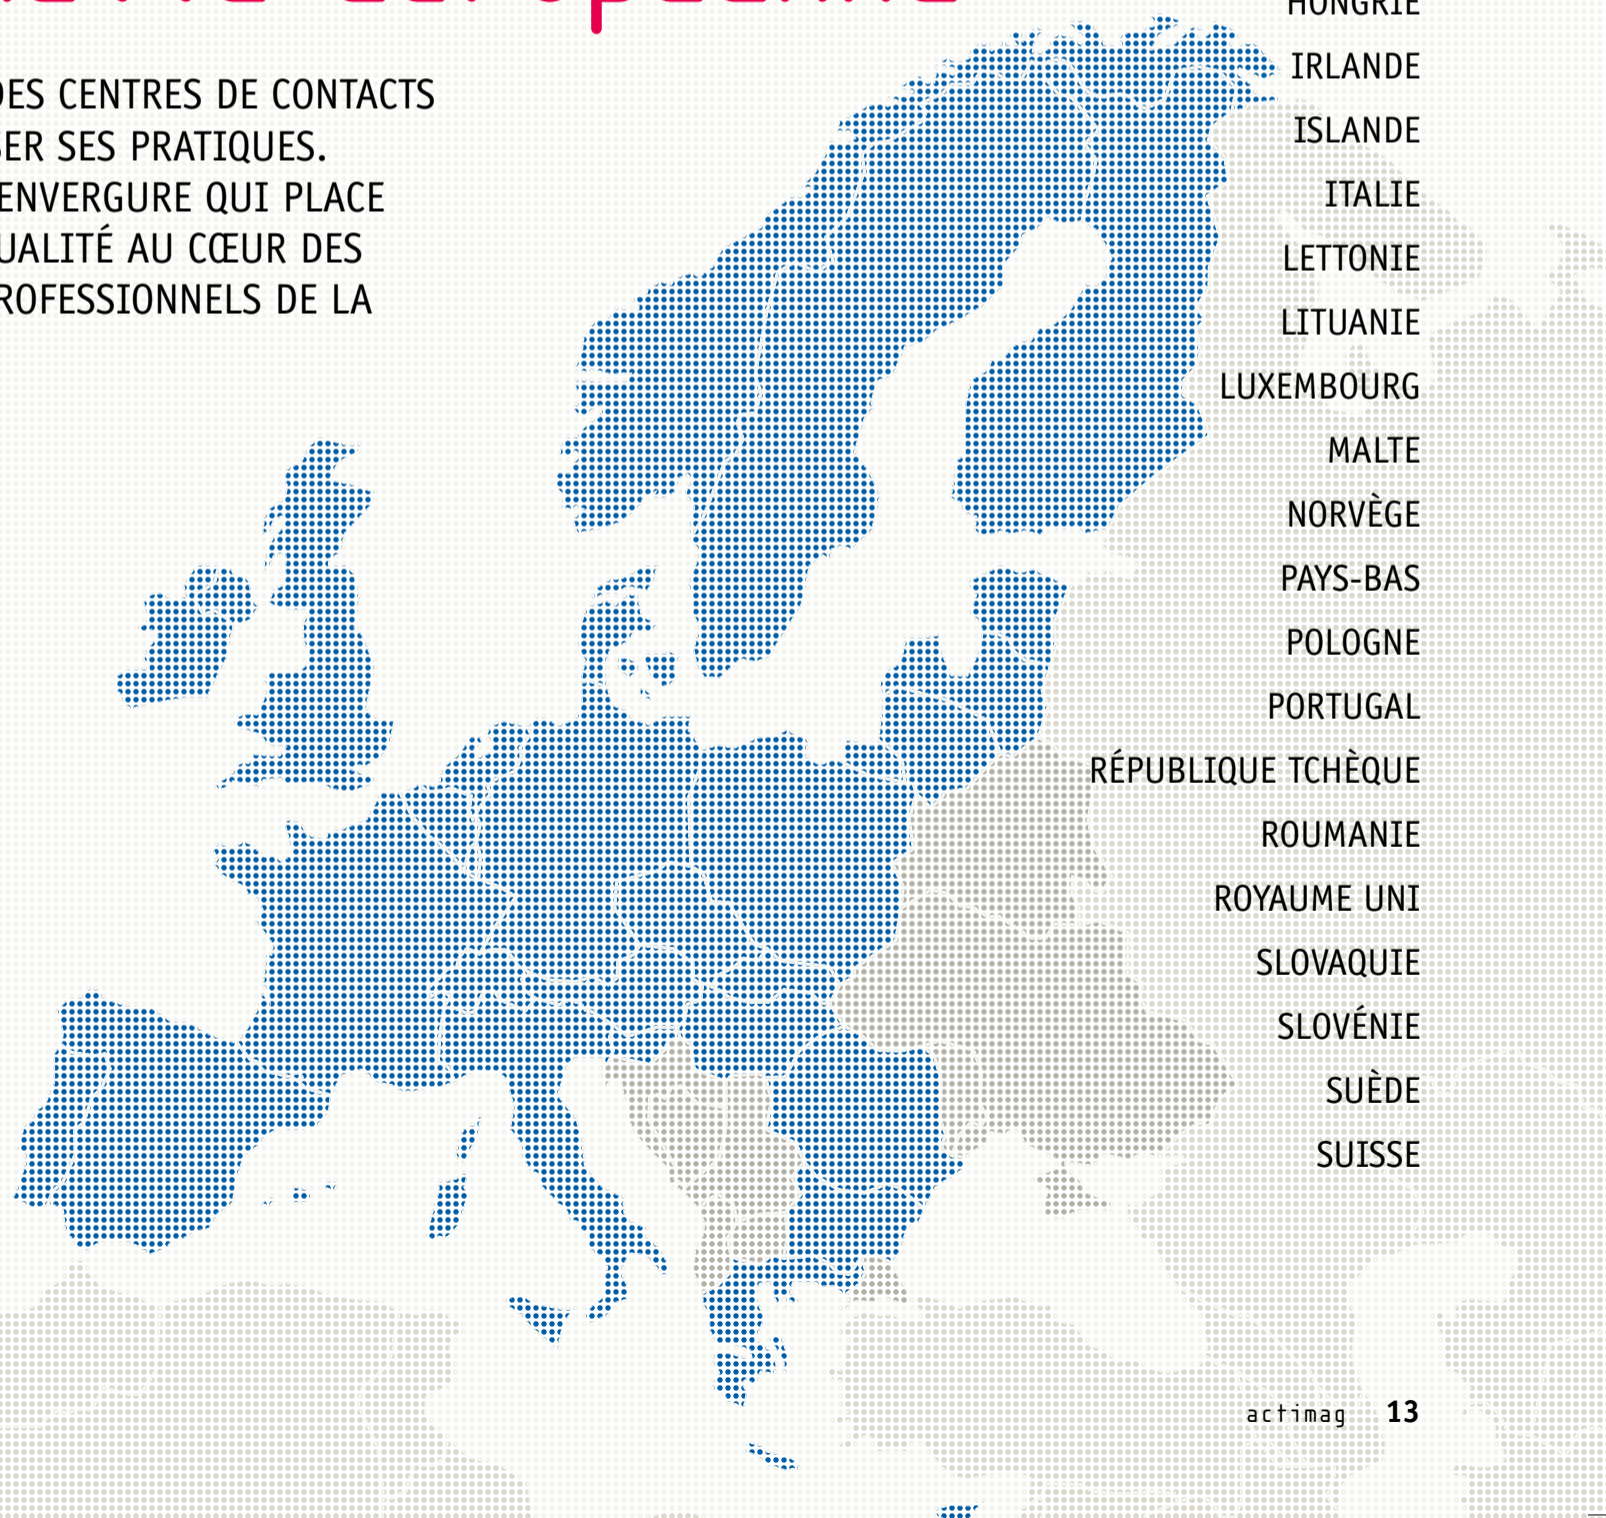 DES CENTRES DE CONTACTS
SER SES PRATIQUES.
ENVERGURE QUI PLACE
UALITÉ AU CŒUR DES
ROFESSIONNELS DE LA
HONGRIE
IRLANDE
ISLANDE
ITALIE
LETTONIE
LITUANIE
LUXEMBOURG
MALTE
NORVÈGE
PAYS-BAS
POLOGNE
PORTUGAL
RÉPUBLIQUE TCHÈQUE
ROUMANIE
ROYAUME UNI
SLOVAQUIE
SLOVÉNIE
SUÈDE
SUISSE
actimag 13